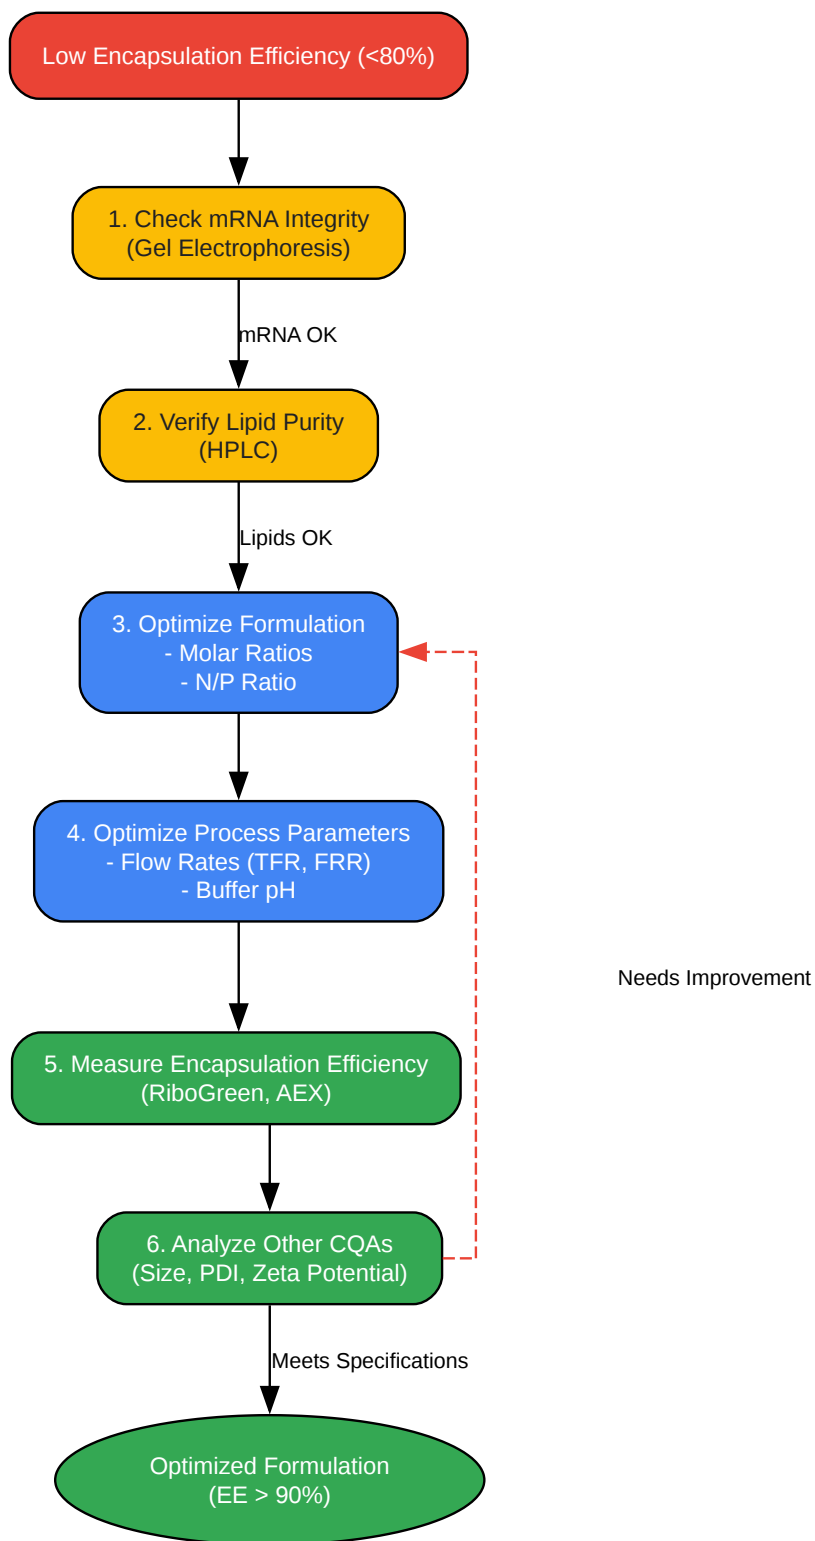 Low Encapsulation Efficiency (<80%)
1. Check mRNA Integrity
(Gel Electrophoresis)
mRNA OK
2. Verify Lipid Purity
(HPLC)
Lipids OK
3. Optimize Formulation
- Molar Ratios
- N/P Ratio
4. Optimize Process Parameters
- Flow Rates (TFR, FRR)
- Buffer pH
Needs Improvement
5. Measure Encapsulation Efficiency
(RiboGreen, AEX)
6. Analyze Other CQAs
(Size, PDI, Zeta Potential)
Meets Specifications
Optimized Formulation
(EE > 90%)